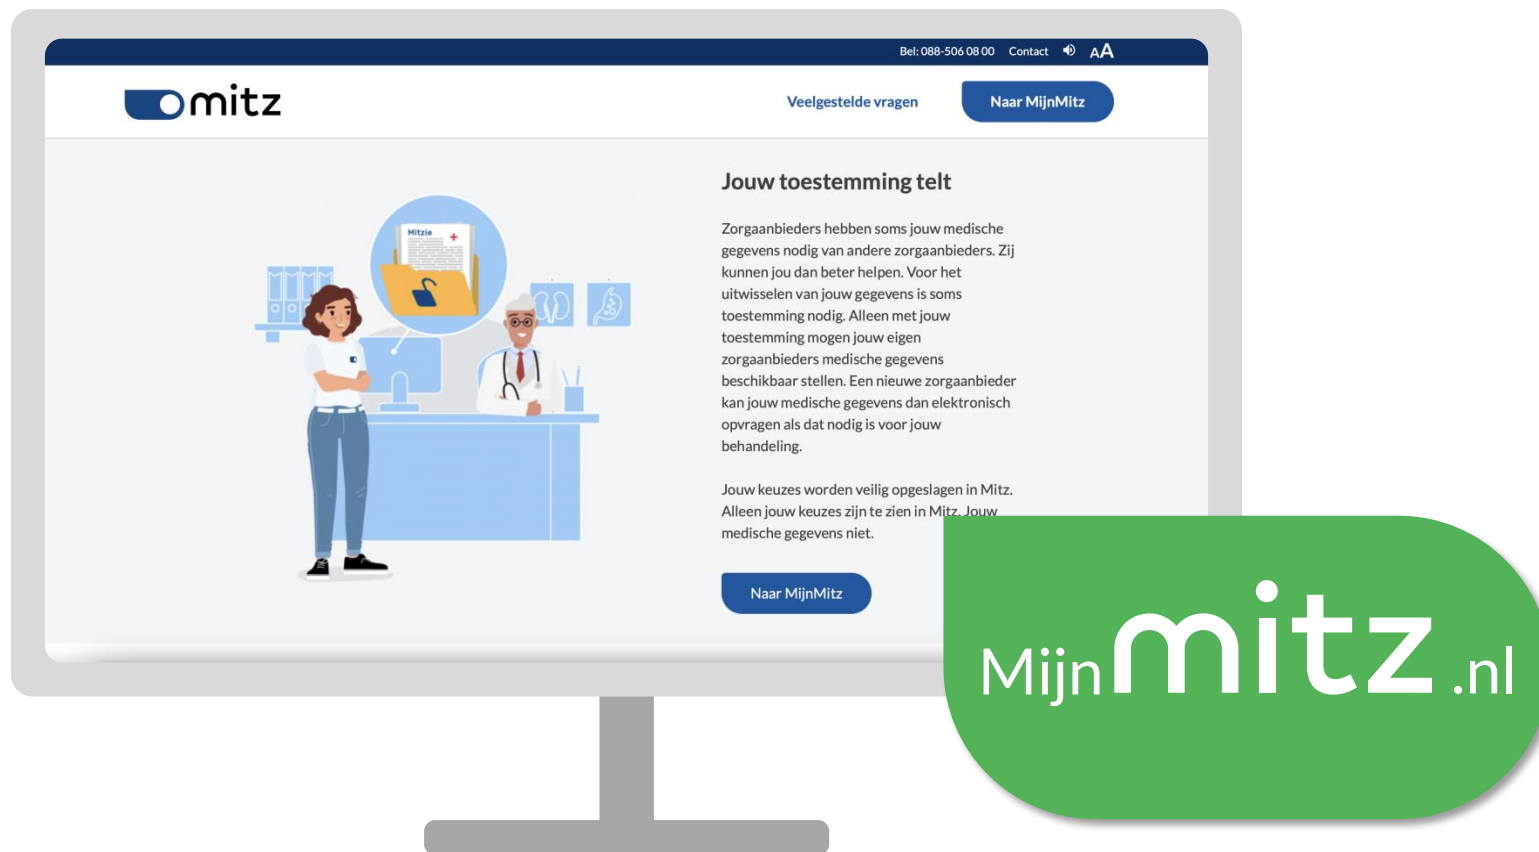 Bel: 088-506 08 00 Contact AA
mitz
Veelgestelde vragen
Naar MijnMitz
Mitzie
Jouw toestemming telt
Zorgaanbieders hebben soms jouw medische
gegevens nodig van andere zorgaanbieders. Zij
kunnen jou dan beter helpen. Voor het
uitwisselen van jouw gegevens is soms
toestemming nodig. Alleen met jouw
toestemming mogen jouw eigen
zorgaanbieders medische gegevens
beschikbaar stellen. Een nieuwe zorgaanbieder
kan jouw medische gegevens dan elektronisch
opvragen als dat nodig is voor jouw
behandeling.
Jouw keuzes worden veilig opgeslagen in Mitz.
Alleen jouw keuzes zijn te zien in Mitz. Jouw
medische gegevens niet.
Naar MijnMitz
Mijn mitz .nl